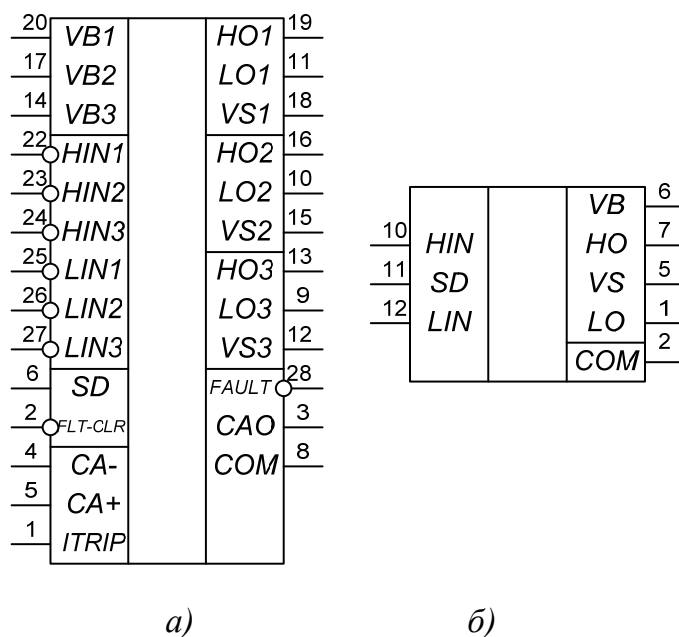 20 VB1 HO1 19
17 VB2 LO1 11
14 VB3 VS1 18
22 HIN1 HO2 16
23 HIN2 LO2 10
24 HIN3 VS2 15
25 LIN1 HO3 13
26 LIN2 LO3 9
27 LIN3 VS3 12
6 SD FAULT 28
2 FLT-CLR CAO 3
4 CA- COM 8
5 CA+
1 ITRIP
а)
VB 6
10 HIN HO 7
11 SD VS 5
12 LIN LO 1
COM 2
б)